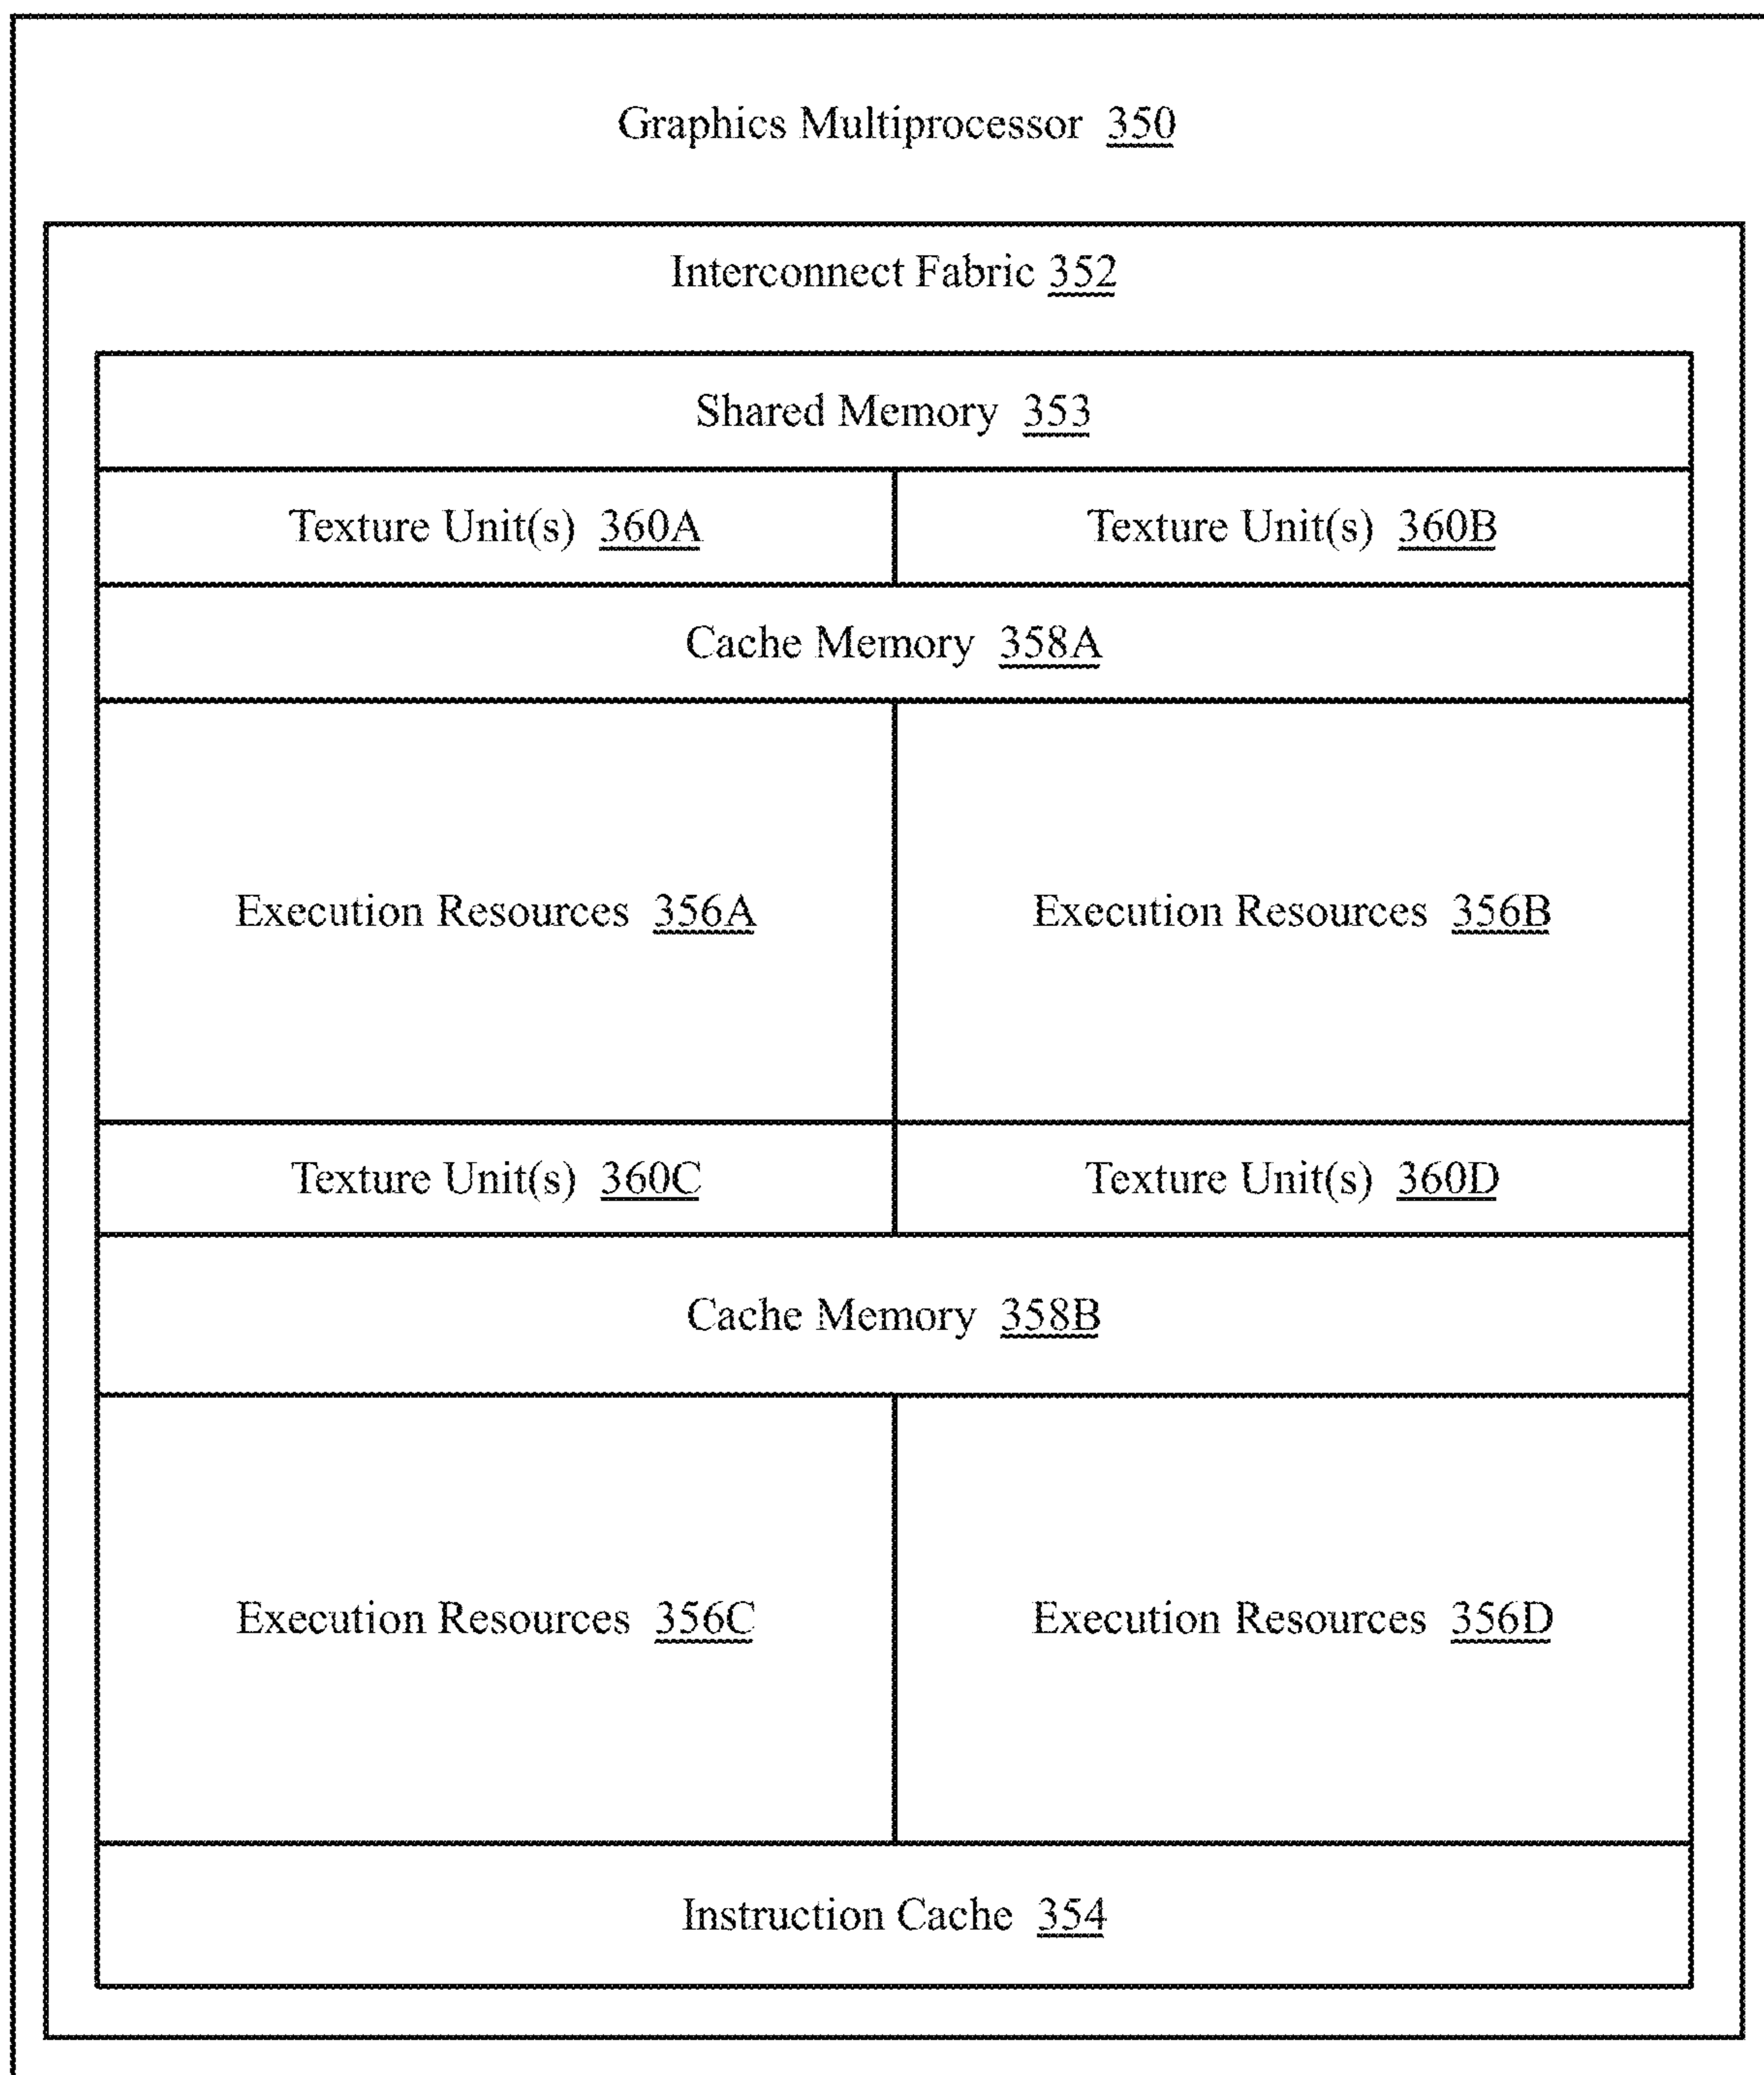 Graphics Multiprocessor 350
Interconnect Fabric 352
Shared Memory 353
Texture Unit(s) 360A
Texture Unit(s) 360B
Cache Memory 358A
Execution Resources 356A
Execution Resources 356B
Texture Unit(s) 360C
Texture Unit(s) 360D
Cache Memory 358B
Execution Resources 356C
Execution Resources 356D
Instruction Cache 354